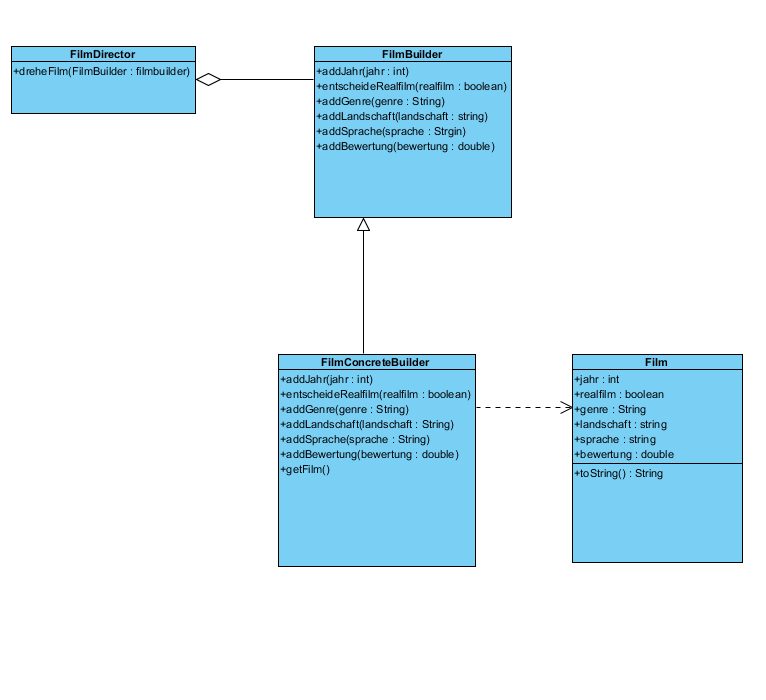 FilmDirector
+dreheFilm(FilmBuilder : filmbuilder)
FilmBuilder
+addJahr(jahr : int)
+entscheideRealfilm(realfilm : boolean)
+addGenre(genre : String)
+addLandschaft(landschaft : string)
+addSprache(sprache : Strgin)
+addBewertung(bewertung : double)
FilmConcreteBuilder
+addJahr(jahr : int)
+entscheideRealfilm(realfilm : boolean)
+addGenre(genre : String)
+addLandschaft(landschaft : String)
+addSprache(sprache : String)
+addBewertung(bewertung : double)
+getFilm()
Film
+jahr : int
+realfilm : boolean
+genre : String
+landschaft : string
+sprache : string
+bewertung : double
+toString() : String